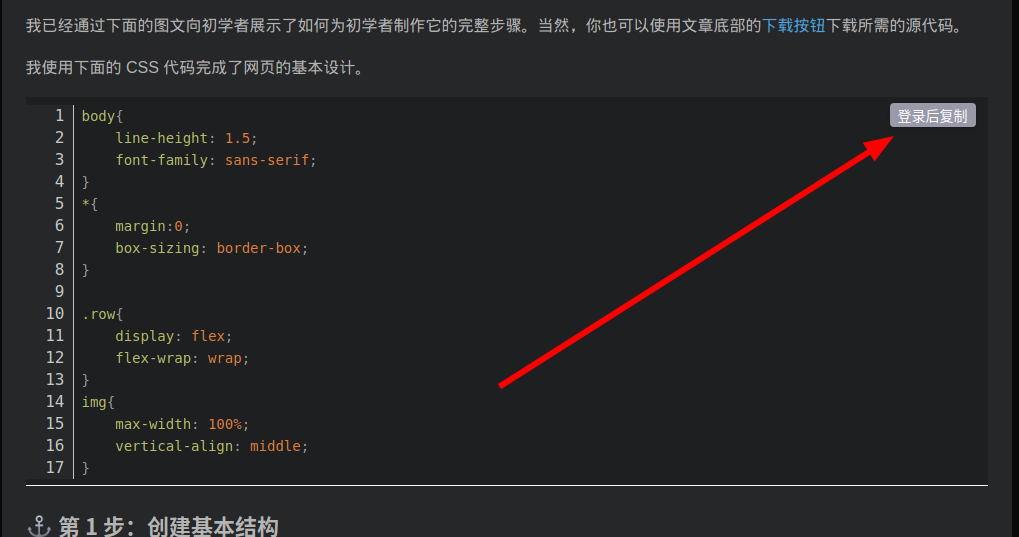 我已经通过下面的图文向初学者展示了如何为初学者制作它的完整步骤。当然，你也可以使用文章底部的下载按钮下载所需的源代码。
我使用下面的 CSS 代码完成了网页的基本设计。
登录后复制
1 body{
2     line-height: 1.5;
3     font-family: sans-serif;
4 }
5 *{
6     margin:0;
7     box-sizing: border-box;
8 }
9
10 .row{
11     display: flex;
12     flex-wrap: wrap;
13 }
14 img{
15     max-width: 100%;
16     vertical-align: middle;
17 }
第 1 步：创建基本结构